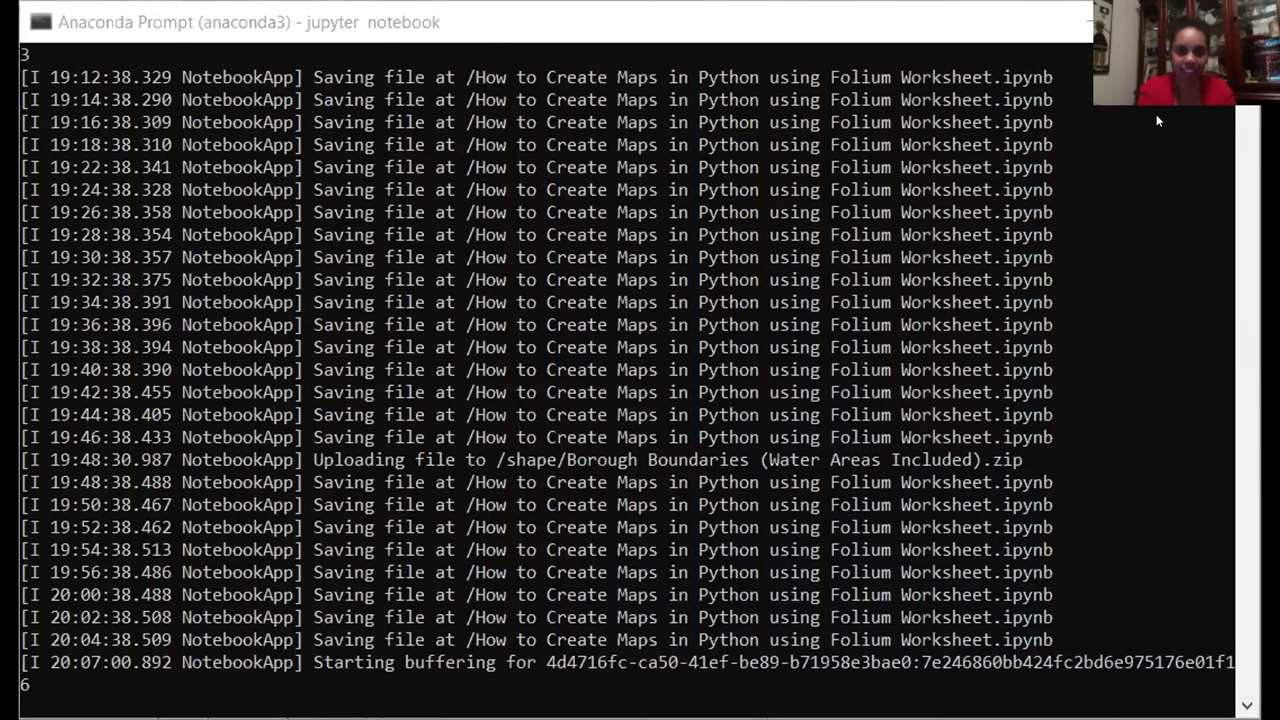 Anaconda Prompt (anaconda3) - jupyter notebook
3
[I 19:12:38.329 NotebookApp] Saving file at /How to Create Maps in Python using Folium Worksheet.ipynb
[I 19:14:38.290 NotebookApp] Saving file at /How to Create Maps in Python using Folium Worksheet.ipynb
[I 19:16:38.309 NotebookApp] Saving file at /How to Create Maps in Python using Folium Worksheet.ipynb
[I 19:18:38.310 NotebookApp] Saving file at /How to Create Maps in Python using Folium Worksheet.ipynb
[I 19:22:38.341 NotebookApp] Saving file at /How to Create Maps in Python using Folium Worksheet.ipynb
[I 19:24:38.328 NotebookApp] Saving file at /How to Create Maps in Python using Folium Worksheet.ipynb
[I 19:26:38.358 NotebookApp] Saving file at /How to Create Maps in Python using Folium Worksheet.ipynb
[I 19:28:38.354 NotebookApp] Saving file at /How to Create Maps in Python using Folium Worksheet.ipynb
[I 19:30:38.357 NotebookApp] Saving file at /How to Create Maps in Python using Folium Worksheet.ipynb
[I 19:32:38.375 NotebookApp] Saving file at /How to Create Maps in Python using Folium Worksheet.ipynb
[I 19:34:38.391 NotebookApp] Saving file at /How to Create Maps in Python using Folium Worksheet.ipynb
[I 19:36:38.396 NotebookApp] Saving file at /How to Create Maps in Python using Folium Worksheet.ipynb
[I 19:38:38.394 NotebookApp] Saving file at /How to Create Maps in Python using Folium Worksheet.ipynb
[I 19:40:38.390 NotebookApp] Saving file at /How to Create Maps in Python using Folium Worksheet.ipynb
[I 19:42:38.455 NotebookApp] Saving file at /How to Create Maps in Python using Folium Worksheet.ipynb
[I 19:44:38.405 NotebookApp] Saving file at /How to Create Maps in Python using Folium Worksheet.ipynb
[I 19:46:38.433 NotebookApp] Saving file at /How to Create Maps in Python using Folium Worksheet.ipynb
[I 19:48:30.987 NotebookApp] Uploading file to /shape/Borough Boundaries (Water Areas Included).zip
[I 19:48:38.488 NotebookApp] Saving file at /How to Create Maps in Python using Folium Worksheet.ipynb
[I 19:50:38.467 NotebookApp] Saving file at /How to Create Maps in Python using Folium Worksheet.ipynb
[I 19:52:38.462 NotebookApp] Saving file at /How to Create Maps in Python using Folium Worksheet.ipynb
[I 19:54:38.513 NotebookApp] Saving file at /How to Create Maps in Python using Folium Worksheet.ipynb
[I 19:56:38.486 NotebookApp] Saving file at /How to Create Maps in Python using Folium Worksheet.ipynb
[I 20:00:38.488 NotebookApp] Saving file at /How to Create Maps in Python using Folium Worksheet.ipynb
[I 20:02:38.508 NotebookApp] Saving file at /How to Create Maps in Python using Folium Worksheet.ipynb
[I 20:04:38.509 NotebookApp] Saving file at /How to Create Maps in Python using Folium Worksheet.ipynb
[I 20:07:00.892 NotebookApp] Starting buffering for 4d4716fc-ca50-41ef-be89-b71958e3bae0:7e246860bb424fc2bd6e975176e01f1
6